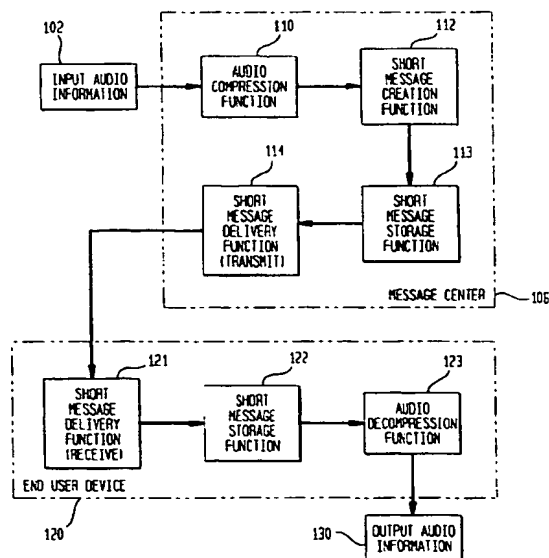 102
INPUT AUDIO
INFORMATION
110
AUDIO
COMPRESSION
FUNCTION
112
SHORT
MESSAGE
CREATION
FUNCTION
114
SHORT
MESSAGE
DELIVERY
FUNCTION
(TRANSMIT)
113
SHORT
MESSAGE
STORAGE
FUNCTION
MESSAGE CENTER
106
121
SHORT
MESSAGE
DELIVERY
FUNCTION
(RECEIVE)
122
SHORT
MESSAGE
STORAGE
FUNCTION
123
AUDIO
DECOMPRESSION
FUNCTION
END USER DEVICE
120
130
OUTPUT AUDIO
INFORMATION